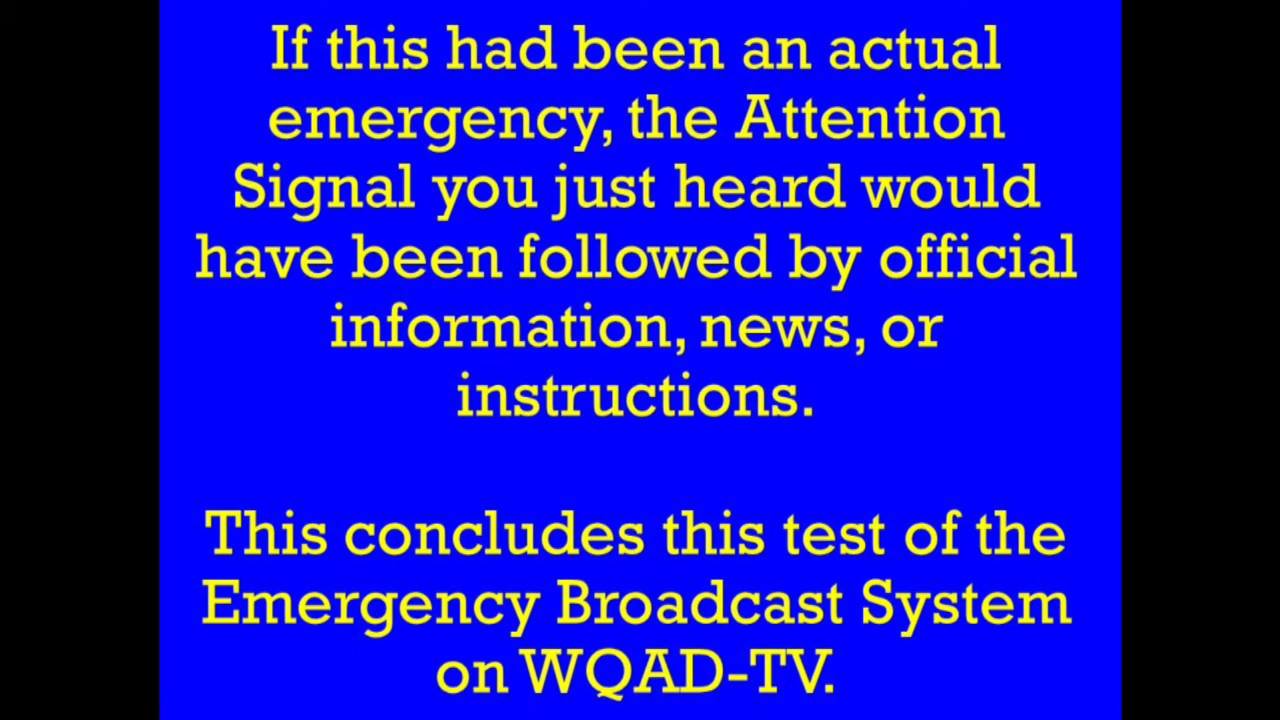 If this had been an actual
emergency, the Attention
Signal you just heard would
have been followed by official
information, news, or
instructions.
This concludes this test of the
Emergency Broadcast System
on WQAD-TV.